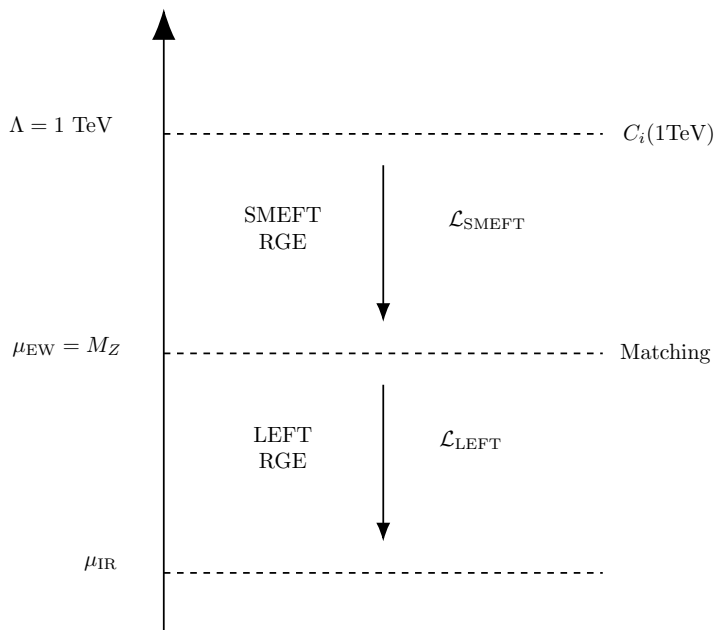 Λ = 1 TeV
C_i(1TeV)
SMEFT
RGE
ℒ_SMEFT
μ_EW = M_Z
Matching
LEFT
RGE
ℒ_LEFT
μ_IR